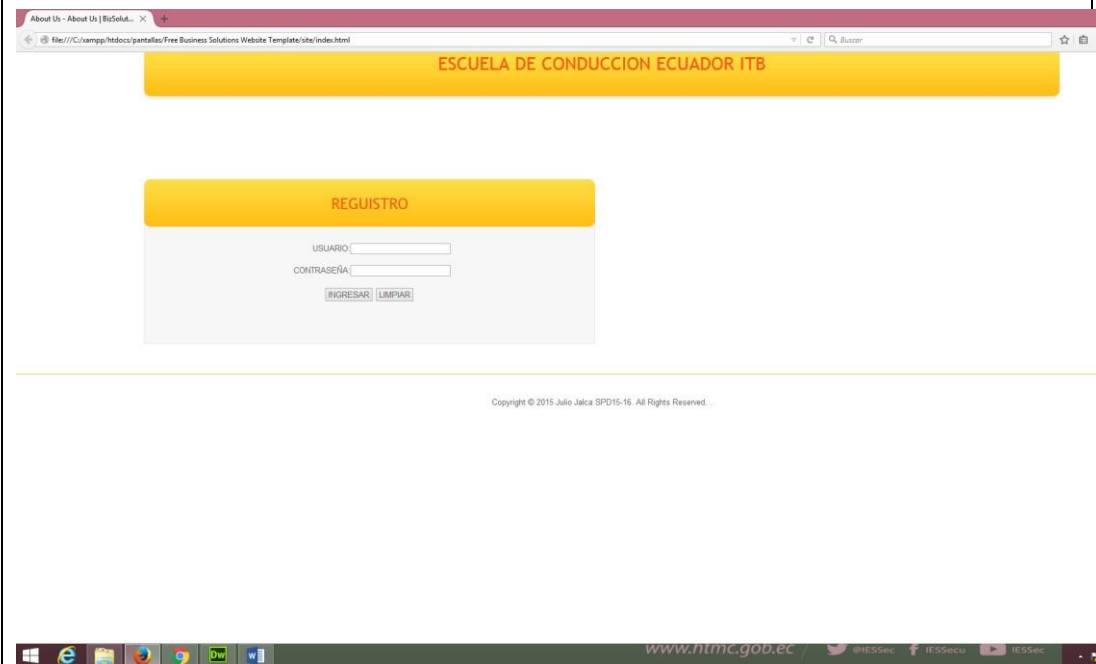 About Us - About Us | BizSolut...
file:///C:/xampp/htdocs/pantallas/Free Business Solutions Website Template/site/index.html
Buscar
ESCUELA DE CONDUCCION ECUADOR ITB
REGUISTRO
USUARIO:
CONTRASEÑA:
INGRESAR LIMPIAR
Copyright © 2015 Julio Jalca SPD15-16. All Rights Reserved. .
www.htmc.gob.ec @IESSec IESSecu IESSec
Dw W